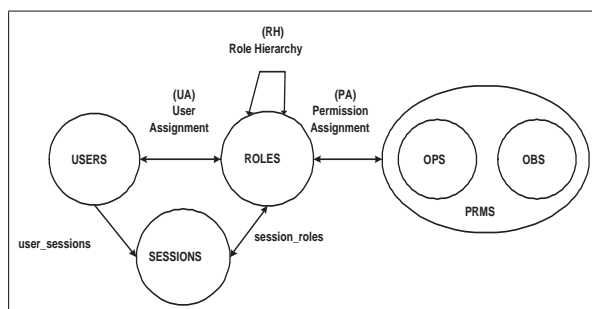 (RH)
Role Hierarchy
(UA)
User
Assignment
(PA)
Permission
Assignment
USERS
ROLES
OPS
OBS
PRMS
user_sessions
session_roles
SESSIONS